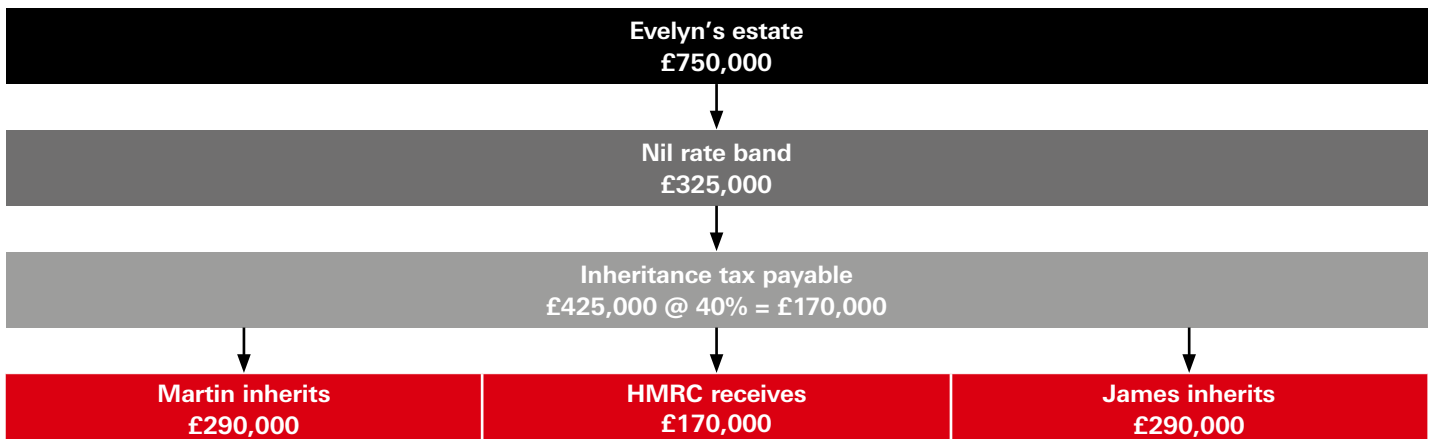 Evelyn’s estate
£750,000
Nil rate band
£325,000
Inheritance tax payable
£425,000 @ 40% = £170,000
Martin inherits
£290,000
HMRC receives
£170,000
James inherits
£290,000